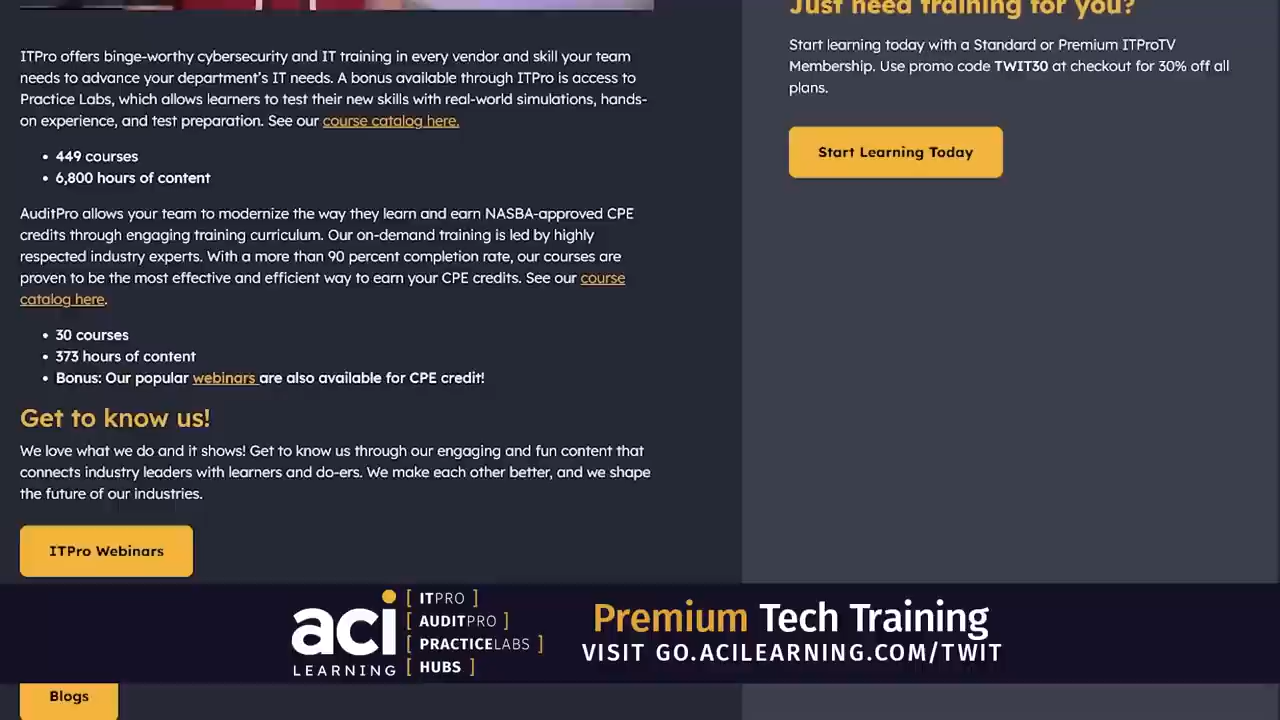 ITPro offers binge-worthy cybersecurity and IT training in every vendor and skill your team
needs to advance your department's IT needs. A bonus available through ITPro is access to
Practice Labs, which allows learners to test their new skills with real-world simulations, hands-
on experience, and test preparation. See our course catalog here.
• 449 courses
• 6,800 hours of content
AuditPro allows your team to modernize the way they learn and earn NASBA-approved CPE
credits through engaging training curriculum. Our on-demand training is led by highly
respected industry experts. With a more than 90 percent completion rate, our courses are
proven to be the most effective and efficient way to earn your CPE credits. See our course
catalog here.
• 30 courses
• 373 hours of content
• Bonus: Our popular webinars are also available for CPE credit!
Get to know us!
We love what we do and it shows! Get to know us through our engaging and fun content that
connects industry leaders with learners and do-ers. We make each other better, and we shape
the future of our industries.
ITPro Webinars
Blogs
Just need training for you?
Start learning today with a Standard or Premium ITProTV
Membership. Use promo code TWIT30 at checkout for 30% off all
plans.
Start Learning Today
aci
LEARNING
[ ITPRO ]
[ AUDITPRO ]
[ PRACTICELABS ]
[ HUBS ]
Premium Tech Training
VISIT GO.ACILEARNING.COM/TWIT